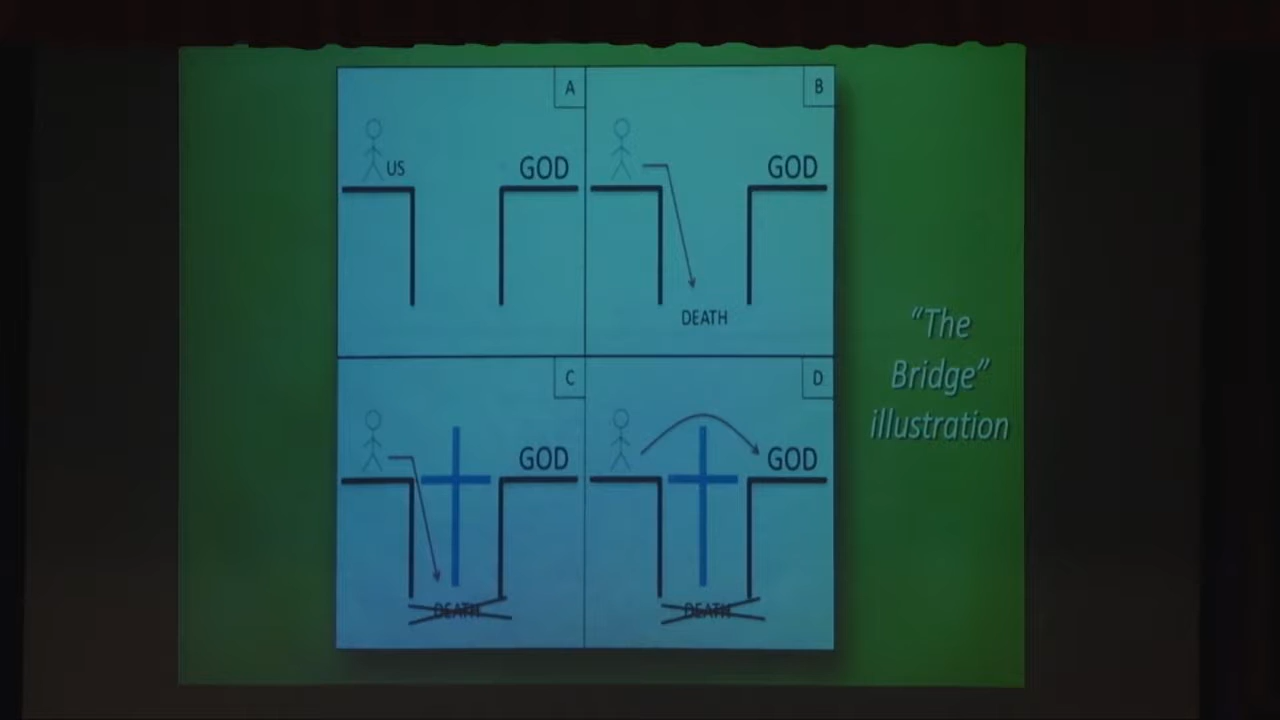 A
US
GOD
B
GOD
DEATH
C
GOD
DEATH
D
GOD
DEATH
"The
Bridge"
illustration